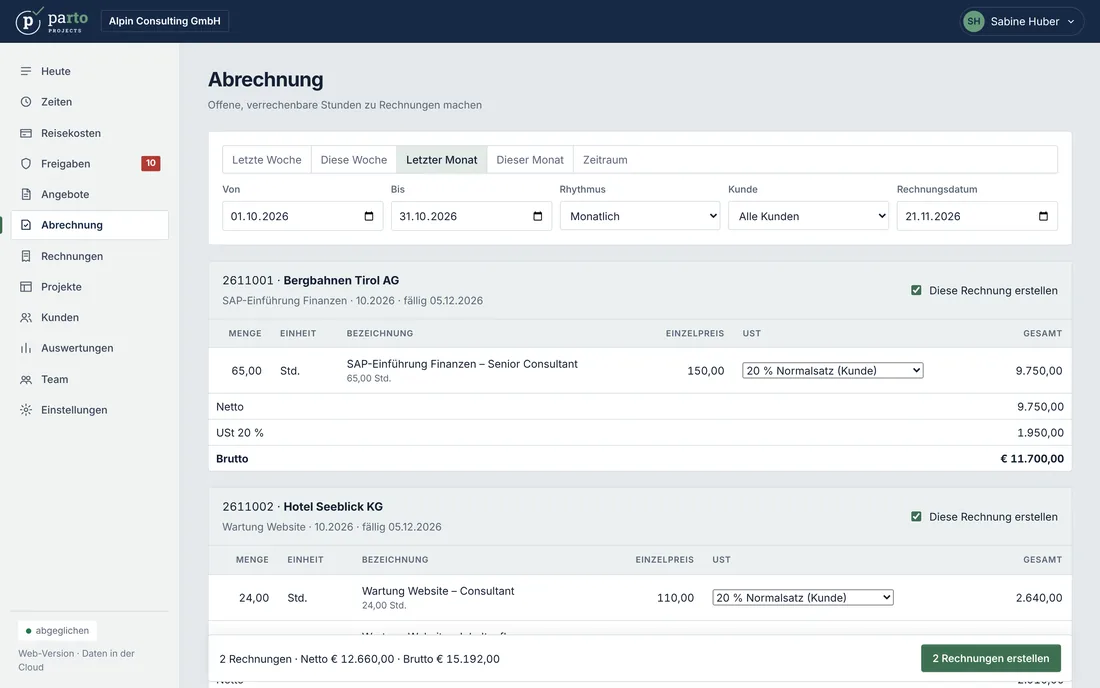 parto
PROJECTS
Alpin Consulting GmbH
SH Sabine Huber
Heute
Zeiten
Reisekosten
Freigaben 10
Angebote
Abrechnung
Rechnungen
Projekte
Kunden
Auswertungen
Team
Einstellungen
abgeglichen
Web-Version · Daten in der
Cloud
Abrechnung
Offene, verrechenbare Stunden zu Rechnungen machen
Letzte Woche Diese Woche Letzter Monat Dieser Monat Zeitraum
Von Bis Rhythmus Kunde Rechnungsdatum
01.10.2026 31.10.2026 Monatlich Alle Kunden 21.11.2026
2611001 · Bergbahnen Tirol AG
SAP-Einführung Finanzen · 10.2026 · fällig 05.12.2026
Diese Rechnung erstellen
MENGE EINHEIT BEZEICHNUNG EINZELPREIS UST GESAMT
65,00 Std. SAP-Einführung Finanzen – Senior Consultant 150,00 20 % Normalsatz (Kunde) 9.750,00
65,00 Std.
Netto 9.750,00
USt 20 % 1.950,00
Brutto € 11.700,00
2611002 · Hotel Seeblick KG
Wartung Website · 10.2026 · fällig 05.12.2026
Diese Rechnung erstellen
MENGE EINHEIT BEZEICHNUNG EINZELPREIS UST GESAMT
24,00 Std. Wartung Website – Consultant 110,00 20 % Normalsatz (Kunde) 2.640,00
24,00 Std.
2 Rechnungen · Netto € 12.660,00 · Brutto € 15.192,00
2 Rechnungen erstellen